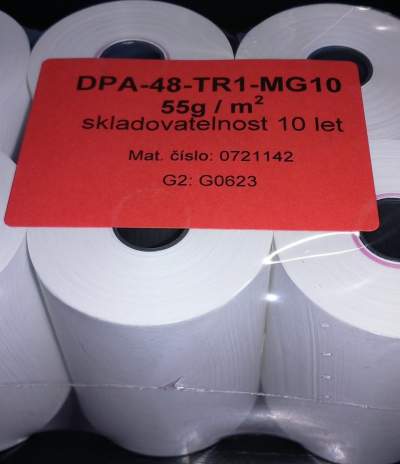 DPA-48-TR1-MG10
55g / m²
skladovatelnost 10 let
Mat. číslo: 0721142
G2: G0623